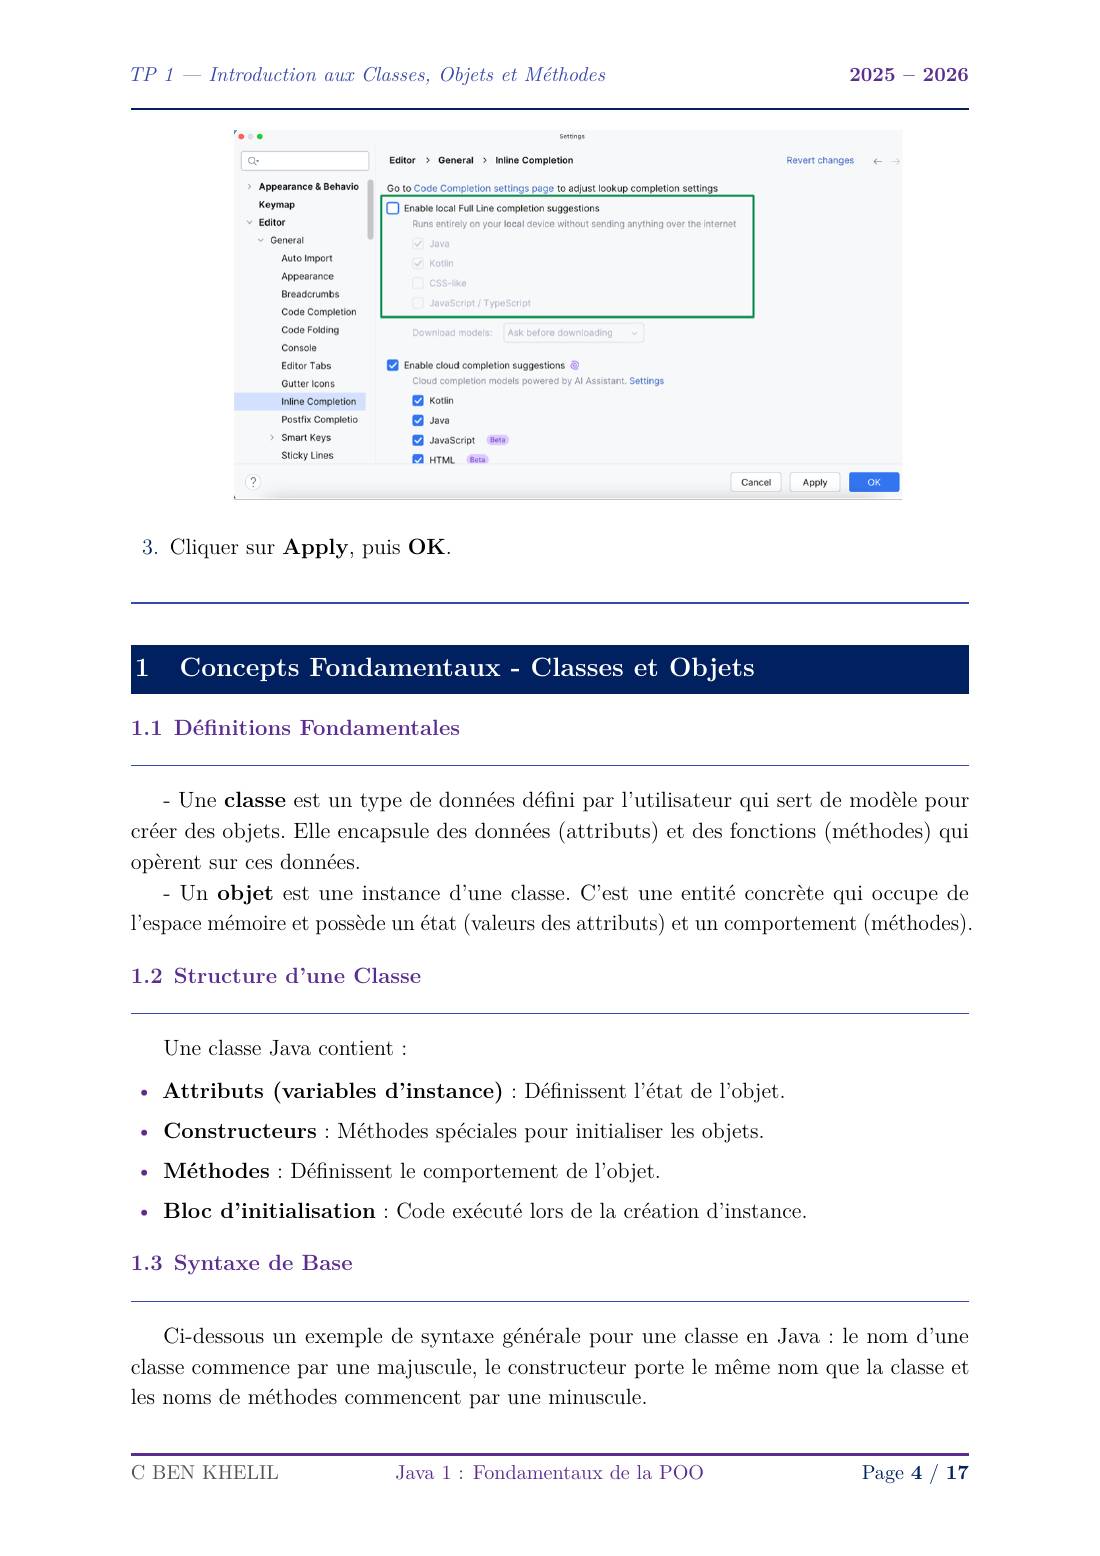 TP 1 — Introduction aux Classes, Objets et Méthodes
2025 – 2026
Settings
Editor > General > Inline Completion
Revert changes
Go to Code Completion settings page to adjust lookup completion settings
Appearance & Behavio
Keymap
Editor
General
Auto Import
Appearance
Breadcrumbs
Code Completion
Code Folding
Console
Editor Tabs
Gutter Icons
Inline Completion
Postfix Completio
Smart Keys
Sticky Lines
Enable local Full Line completion suggestions
Runs entirely on your local device without sending anything over the internet
Java
Kotlin
CSS-like
JavaScript / TypeScript
Download models: Ask before downloading
Enable cloud completion suggestions
Cloud completion models powered by AI Assistant. Settings
Kotlin
Java
JavaScript Beta
HTML Beta
?
Cancel
Apply
OK
3. Cliquer sur Apply, puis OK.
1 Concepts Fondamentaux - Classes et Objets
1.1 Définitions Fondamentales
- Une classe est un type de données défini par l'utilisateur qui sert de modèle pour
créer des objets. Elle encapsule des données (attributs) et des fonctions (méthodes) qui
opèrent sur ces données.
- Un objet est une instance d'une classe. C'est une entité concrète qui occupe de
l'espace mémoire et possède un état (valeurs des attributs) et un comportement (méthodes).
1.2 Structure d'une Classe
Une classe Java contient :
• Attributs (variables d'instance) : Définissent l'état de l'objet.
• Constructeurs : Méthodes spéciales pour initialiser les objets.
• Méthodes : Définissent le comportement de l'objet.
• Bloc d'initialisation : Code exécuté lors de la création d'instance.
1.3 Syntaxe de Base
Ci-dessous un exemple de syntaxe générale pour une classe en Java : le nom d'une
classe commence par une majuscule, le constructeur porte le même nom que la classe et
les noms de méthodes commencent par une minuscule.
C BEN KHELIL
Java 1 : Fondamentaux de la POO
Page 4 / 17